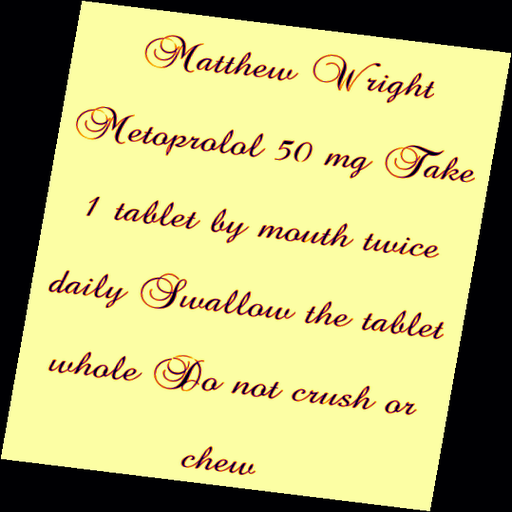 Matthew Wright
Metoprolol 50 mg Take
1 tablet by mouth twice
daily Swallow the tablet
whole Do not crush or
chew